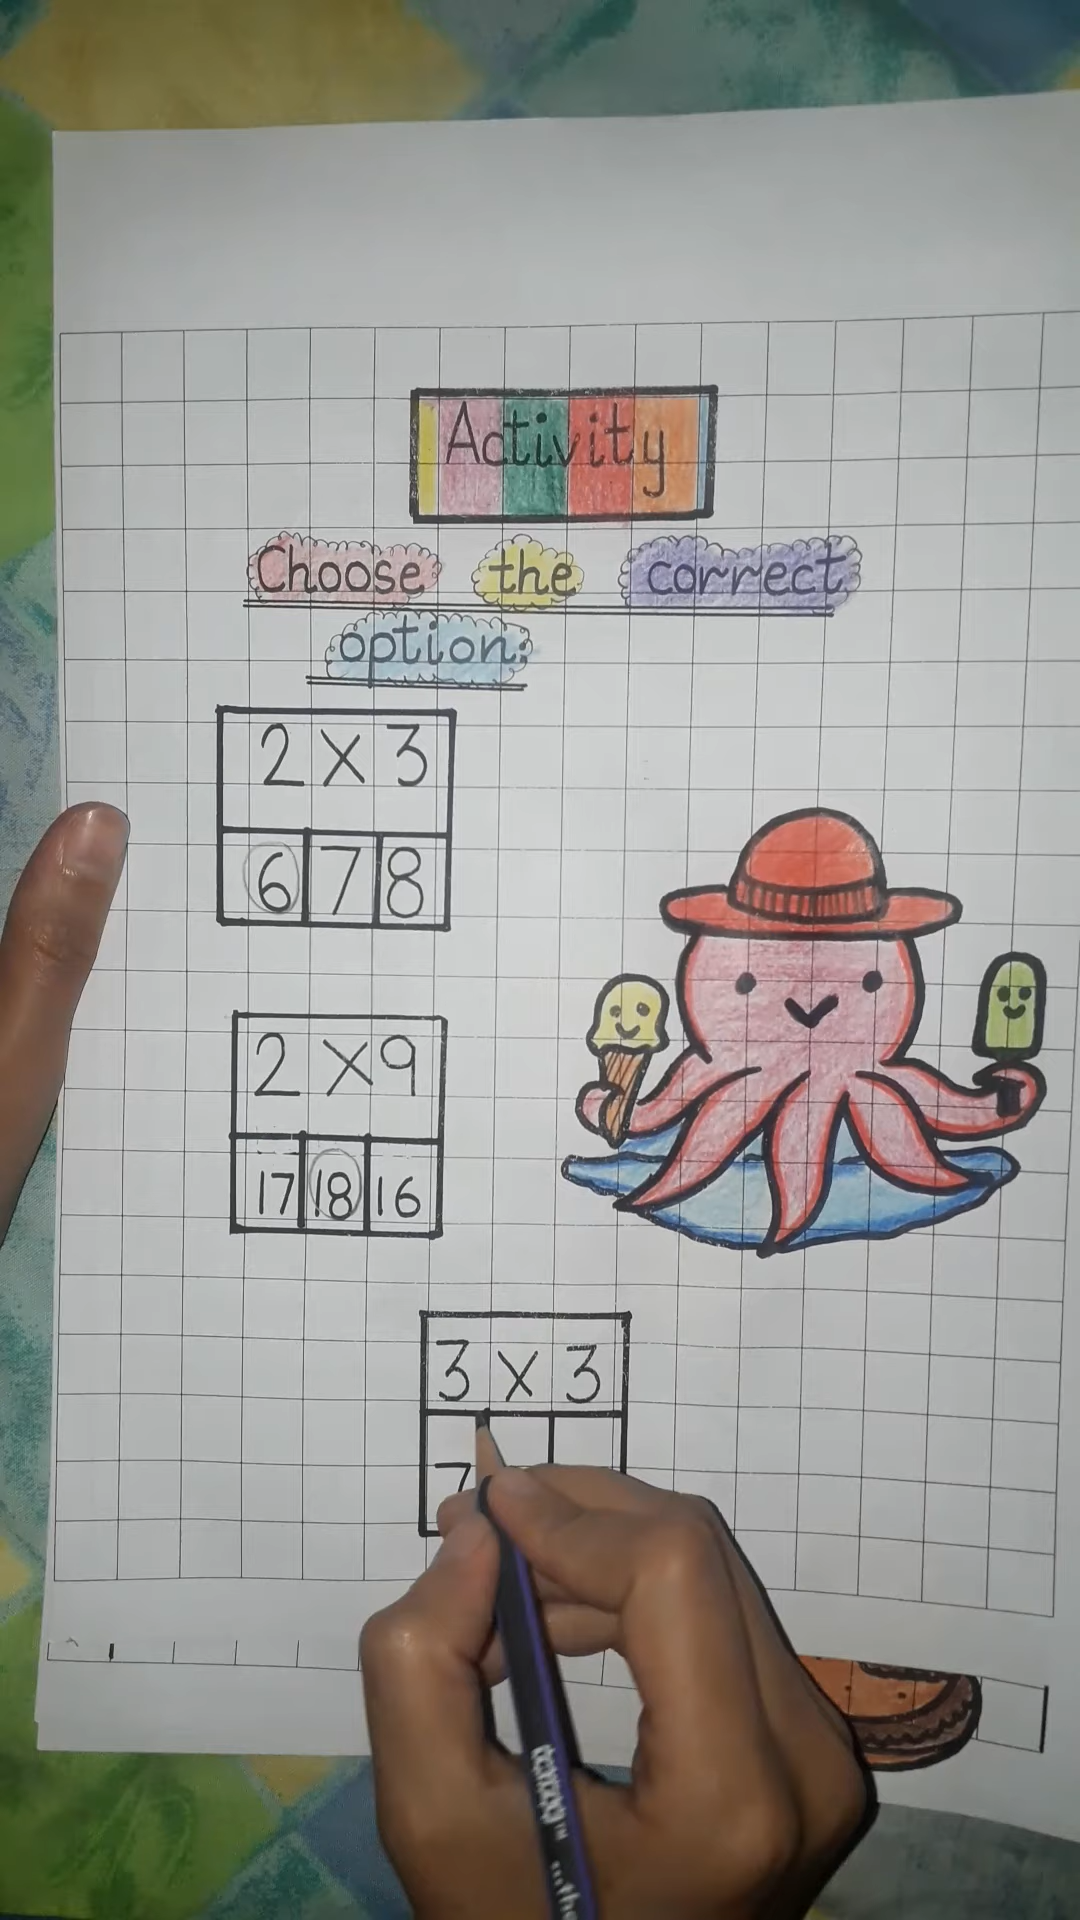 Activity
Choose the correct
option:
2 X 3
6 7 8
2 X 9
17 18 16
3 X 3
7